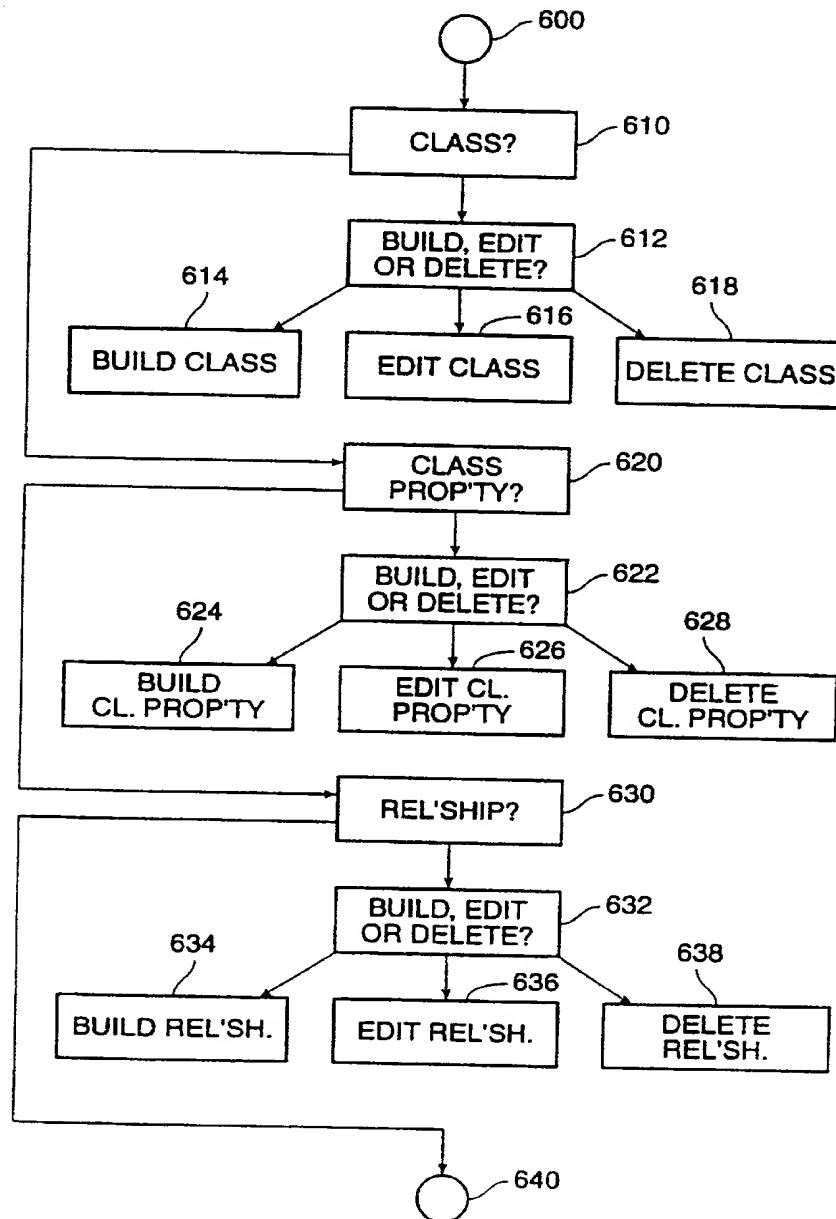 600
CLASS?
610
BUILD, EDIT
OR DELETE?
612
614
616
618
BUILD CLASS
EDIT CLASS
DELETE CLASS
CLASS
PROP'TY?
620
BUILD, EDIT
OR DELETE?
622
624
626
628
BUILD
CL. PROP'TY
EDIT CL.
PROP'TY
DELETE
CL. PROP'TY
REL'SHIP?
630
BUILD, EDIT
OR DELETE?
632
634
636
638
BUILD REL'SH.
EDIT REL'SH.
DELETE
REL'SH.
640